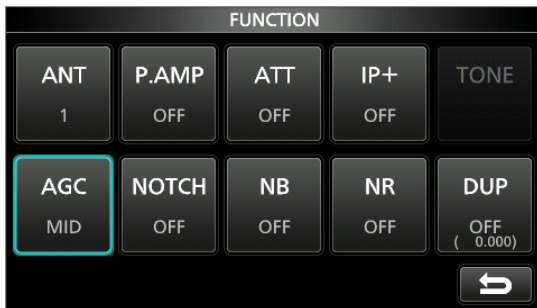 FUNCTION
ANT P.AMP ATT IP+ TONE
1 OFF OFF OFF
AGC NOTCH NB NR DUP
MID OFF OFF OFF OFF
( 0.000)